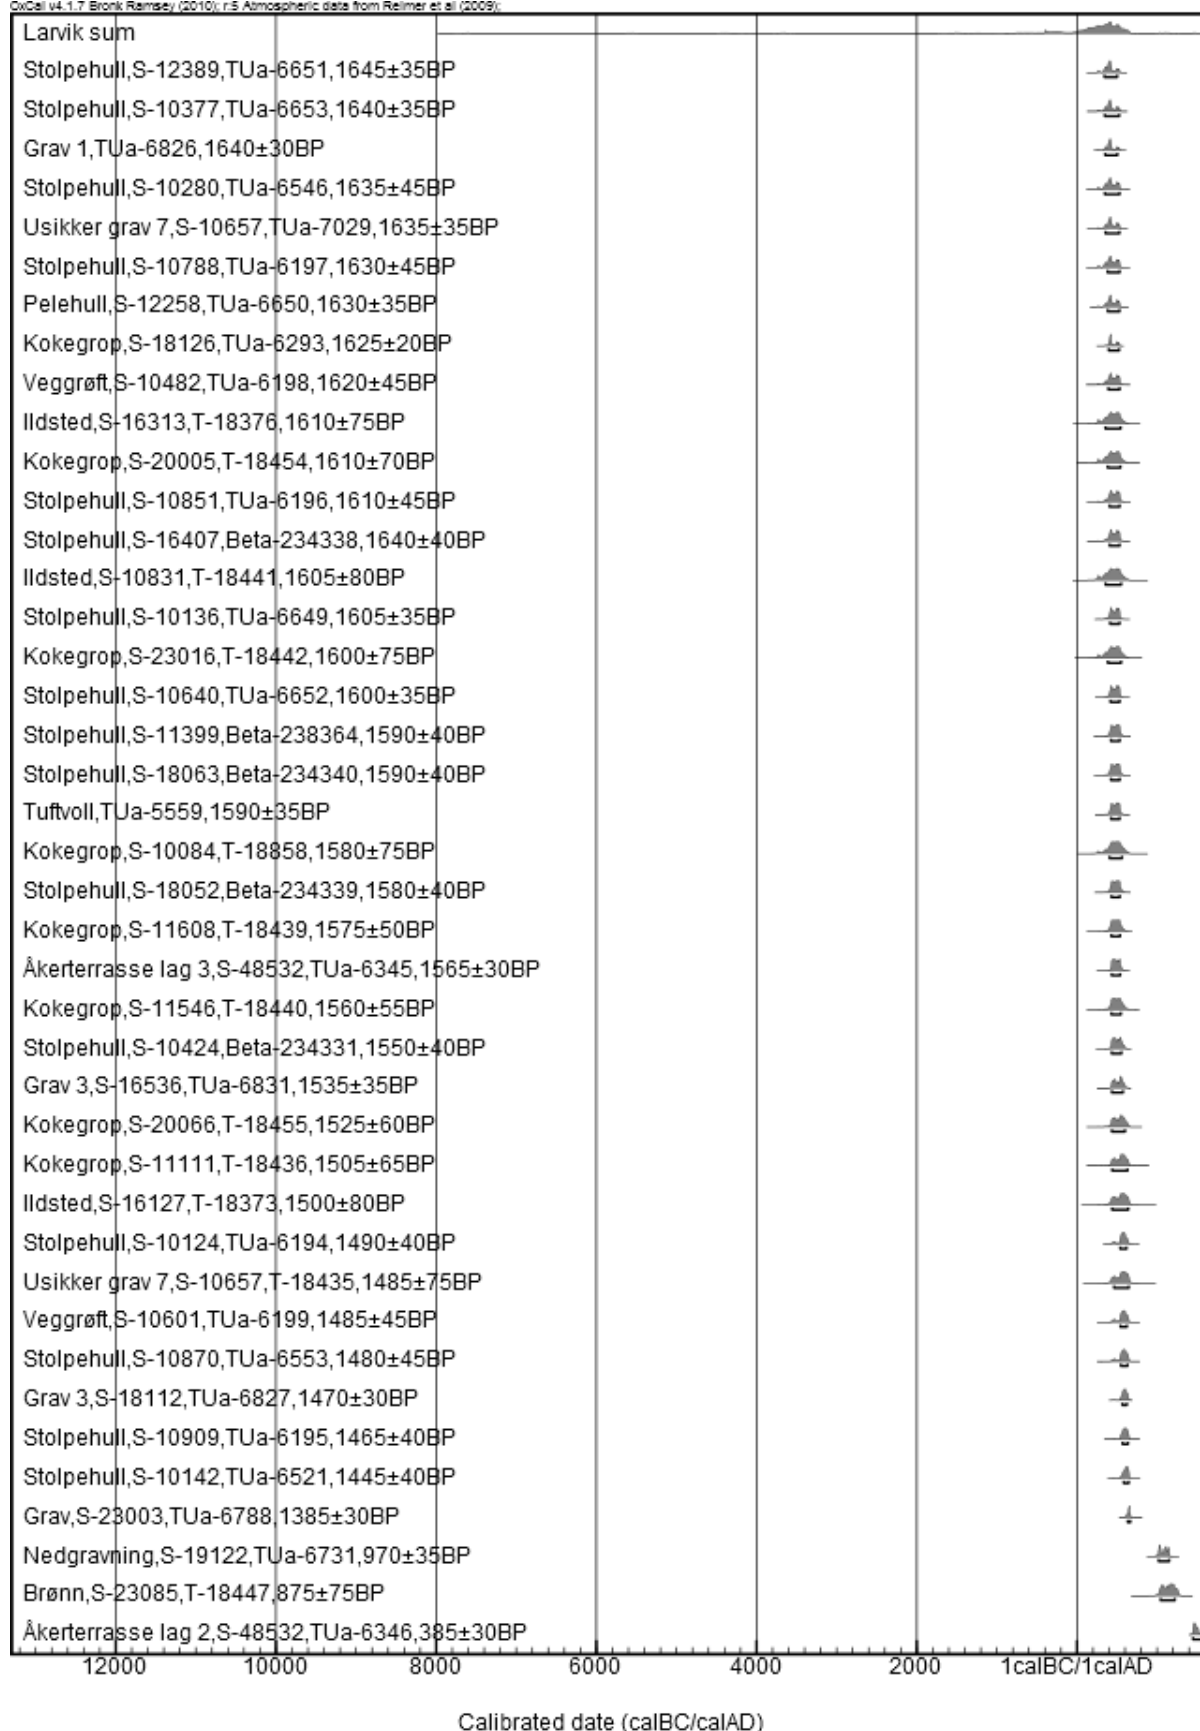 OxCal v4.1.7 Bronk Ramsey (2010); r:5 Atmospheric data from Reimer et al (2009);
Larvik sum
Stolpehull,S-12389,TUa-6651,1645±35BP
Stolpehull,S-10377,TUa-6653,1640±35BP
Grav 1,TUa-6826,1640±30BP
Stolpehull,S-10280,TUa-6546,1635±45BP
Usikker grav 7,S-10657,TUa-7029,1635±35BP
Stolpehull,S-10788,TUa-6197,1630±45BP
Pelehull,S-12258,TUa-6650,1630±35BP
Kokegrop,S-18126,TUa-6293,1625±20BP
Veggrøft,S-10482,TUa-6198,1620±45BP
Ildsted,S-16313,T-18376,1610±75BP
Kokegrop,S-20005,T-18454,1610±70BP
Stolpehull,S-10851,TUa-6196,1610±45BP
Stolpehull,S-16407,Beta-234338,1640±40BP
Ildsted,S-10831,T-18441,1605±80BP
Stolpehull,S-10136,TUa-6649,1605±35BP
Kokegrop,S-23016,T-18442,1600±75BP
Stolpehull,S-10640,TUa-6652,1600±35BP
Stolpehull,S-11399,Beta-238364,1590±40BP
Stolpehull,S-18063,Beta-234340,1590±40BP
Tuftvoll,TUa-5559,1590±35BP
Kokegrop,S-10084,T-18858,1580±75BP
Stolpehull,S-18052,Beta-234339,1580±40BP
Kokegrop,S-11608,T-18439,1575±50BP
Åkerterrasse lag 3,S-48532,TUa-6345,1565±30BP
Kokegrop,S-11546,T-18440,1560±55BP
Stolpehull,S-10424,Beta-234331,1550±40BP
Grav 3,S-16536,TUa-6831,1535±35BP
Kokegrop,S-20066,T-18455,1525±60BP
Kokegrop,S-11111,T-18436,1505±65BP
Ildsted,S-16127,T-18373,1500±80BP
Stolpehull,S-10124,TUa-6194,1490±40BP
Usikker grav 7,S-10657,T-18435,1485±75BP
Veggrøft,S-10601,TUa-6199,1485±45BP
Stolpehull,S-10870,TUa-6553,1480±45BP
Grav 3,S-18112,TUa-6827,1470±30BP
Stolpehull,S-10909,TUa-6195,1465±40BP
Stolpehull,S-10142,TUa-6521,1445±40BP
Grav,S-23003,TUa-6788,1385±30BP
Nedgravning,S-19122,TUa-6731,970±35BP
Brønn,S-23085,T-18447,875±75BP
Åkerterrasse lag 2,S-48532,TUa-6346,385±30BP
12000 10000 8000 6000 4000 2000 1calBC/1calAD
Calibrated date (calBC/calAD)